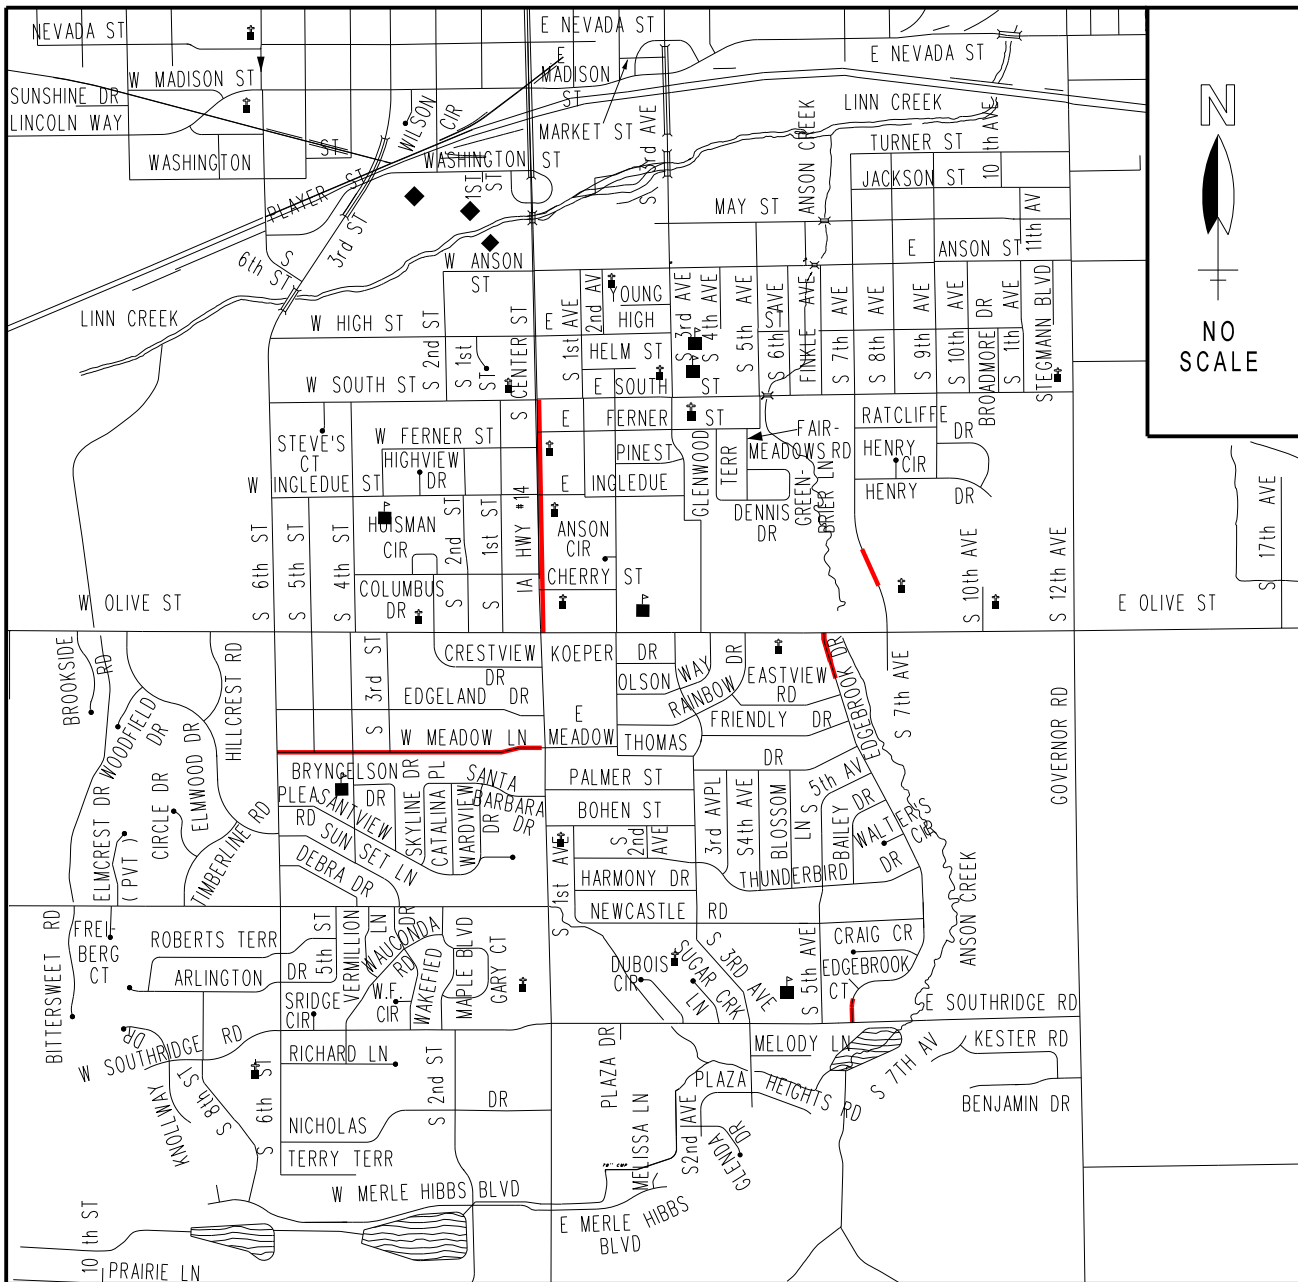 NEVADA ST
E NEVADA ST
E NEVADA ST
W MADISON ST
E
MADISON
ST
SUNSHINE DR
LINCOLN WAY
WASHINGTON
ST
WILSON
CIR
MARKET ST
WASHINGTON ST
S 3rd AVE
ANSON CREEK
LINN CREEK
TURNER ST
10 th AVE
JACKSON ST
PLAYER ST
1ST
ST
MAY ST
11th AV
3rd ST
S
6th ST
W ANSON
ST
E ANSON ST
LINN CREEK
W HIGH ST
S 2nd ST
S 1st
ST
S CENTER ST
E
S 1st AVE
2nd AV
YOUNG
HIGH
HELM ST
S 3rd AVE
S 4th AVE
S 5th AVE
ST
S 6th AVE
FINKLE AVE
S 7th AVE
S 8th AVE
S 9th AVE
S 10th AVE
BROADMORE DR
S 1th AVE
STEGMANN BLVD
W SOUTH ST
E SOUTH ST
N
NO
SCALE
STEVE'S
CT
W FERNER ST
E FERNER ST
HIGHVIEW
DR
PINE ST
GLENWOOD
TERR
FAIR-
MEADOWS RD
RATCLIFFE
DR
HENRY
CIR
HENRY
DR
W INGLEDUE ST
E INGLEDUE
IA HWY #14
GREEN-
BRIER LN
DENNIS
DR
S 6th ST
S 5th ST
S 4th ST
HUISMAN
CIR
S 2nd ST
S 1st ST
ANSON
CIR
CHERRY ST
COLUMBUS
DR
S 10th AVE
S 12th AVE
S 17th AVE
W OLIVE ST
E OLIVE ST
BROOKSIDE
RD
HILLCREST RD
S 3rd ST
CRESTVIEW
DR
KOEPER
DR
OLSON WAY
RAINBOW DR
EASTVIEW
RD
EDGEBROOK DR
S 7th AVE
EDGELAND DR
E
MEADOW
W MEADOW LN
THOMAS
DR
FRIENDLY DR
GOVERNOR RD
ELMCREST DR
WOODFIELD
DR
( PVT )
CIRCLE DR
ELMWOOD DR
TIMBERLINE RD
BRYNGELSON
DR
PLEASANTVIEW
RD
SUN SET LN
DEBRA DR
SKYLINE DR
CATALINA PL
WARDVIEW
DR
SANTA
BARBARA
DR
PALMER ST
BOHEN ST
S
2nd
AVE
3rd AVPL
S4th AVE
BLOSSOM
LN
S 5th AV
BAILEY DR
WALTER'S
CIR
S 1st AVE
HARMONY DR
THUNDERBIRD
DR
NEWCASTLE RD
BITTERSWEET RD
FREI-
BERG
CT
ROBERTS TERR
5th ST
VERMILLION
LN
WAUCONDA
DR
RD
WAKEFIED
MAPLE BLVD
GARY CT
ARLINGTON DR
SRIDGE
CIR
W.F.
CIR
DUBOIS
CIR
SUGAR CRK
LN
S 3RD AVE
S 5th AVE
CRAIG CR
EDGEBROOK
CT
ANSON CREEK
W SOUTHRIDGE RD
E SOUTHRIDGE RD
DR
KNOLLWAY
S 8th ST
S 6th ST
RICHARD LN
S 2nd ST
PLAZA DR
MELODY LN
S 7TH AV
KESTER RD
PLAZA
HEIGHTS RD
BENJAMIN DR
NICHOLAS
DR
TERRY TERR
MELISSA LN
S2nd AVE
GLENDA
DR
W MERLE HIBBS BLVD
E MERLE HIBBS
BLVD
10 th ST
PRAIRIE LN